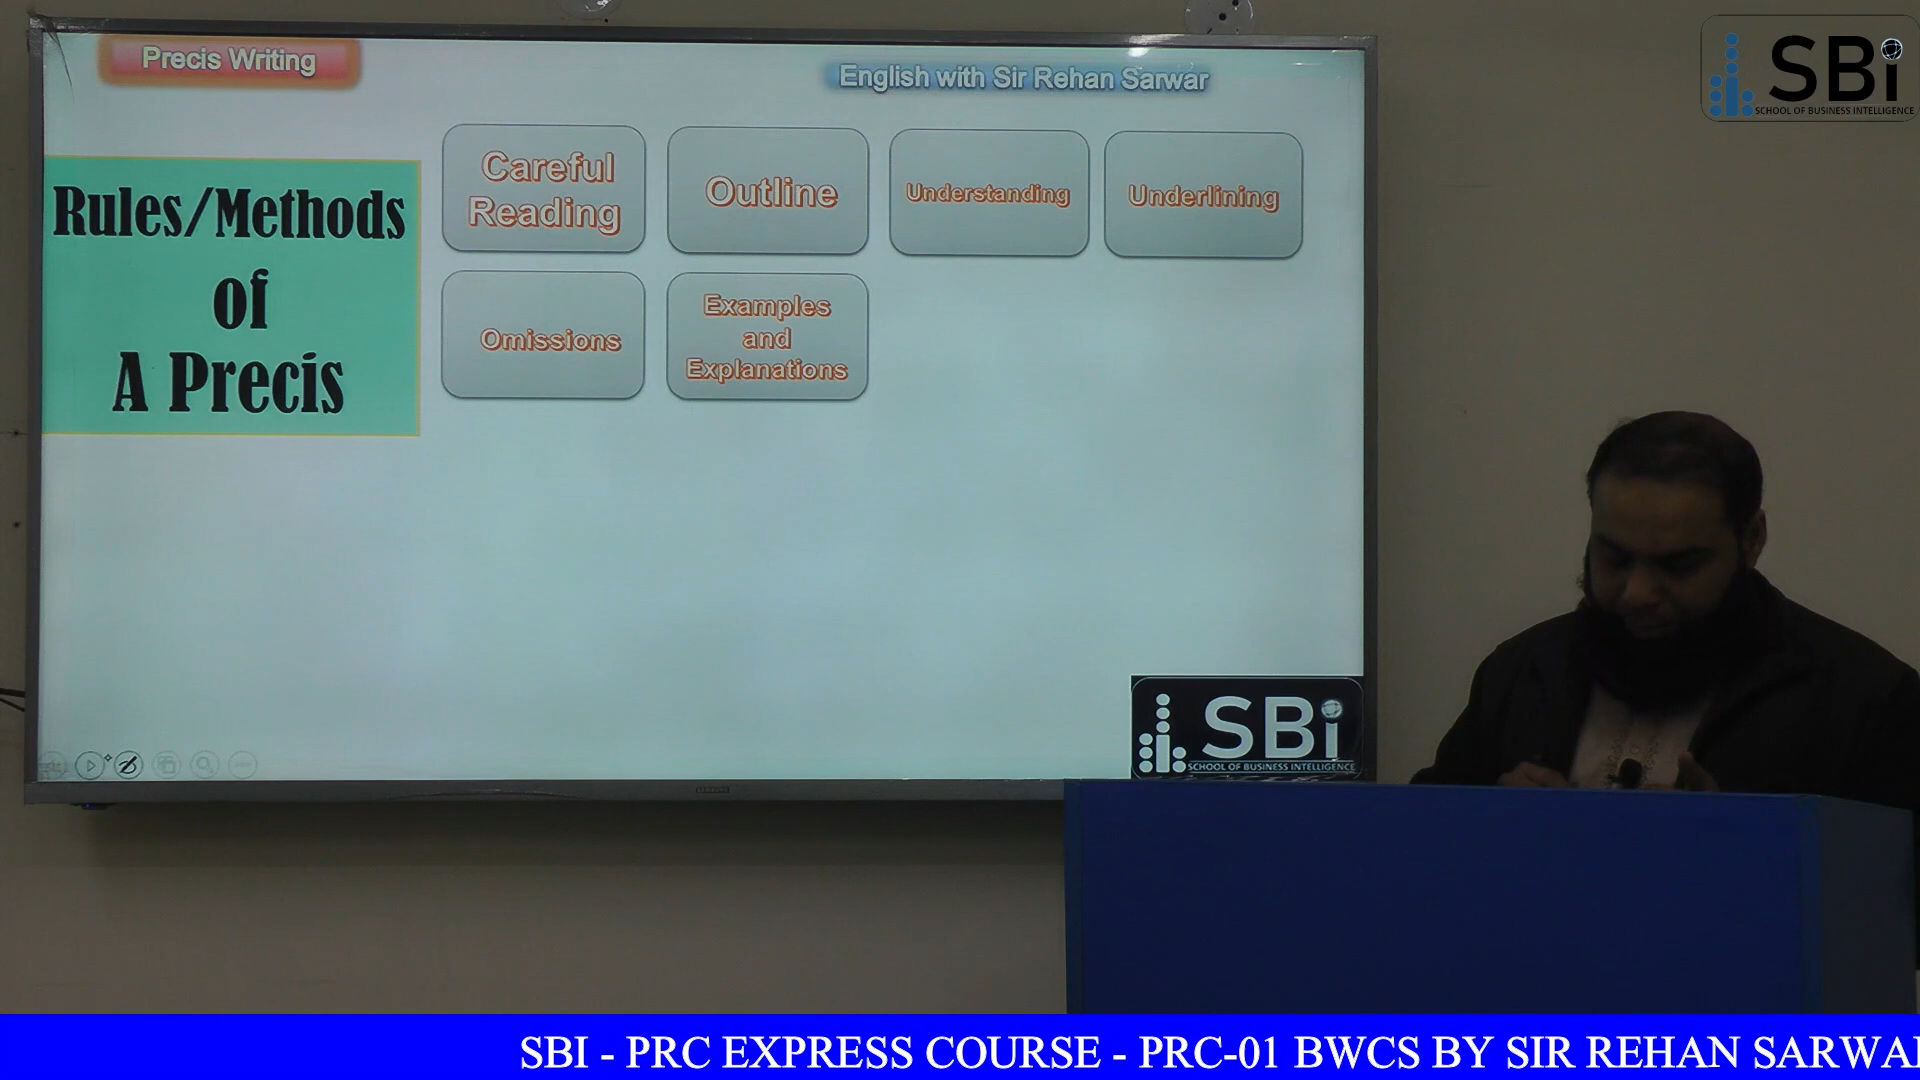 Precis Writing
English with Sir Rehan Sarwar
SBi
SCHOOL OF BUSINESS INTELLIGENCE
Rules/Methods
of
A Precis
Careful
Reading
Outline
Understanding
Underlining
Omissions
Examples
and
Explanations
SBi
SCHOOL OF BUSINESS INTELLIGENCE
SAMSUNG
SBI - PRC EXPRESS COURSE - PRC-01 BWCS BY SIR REHAN SARWAR